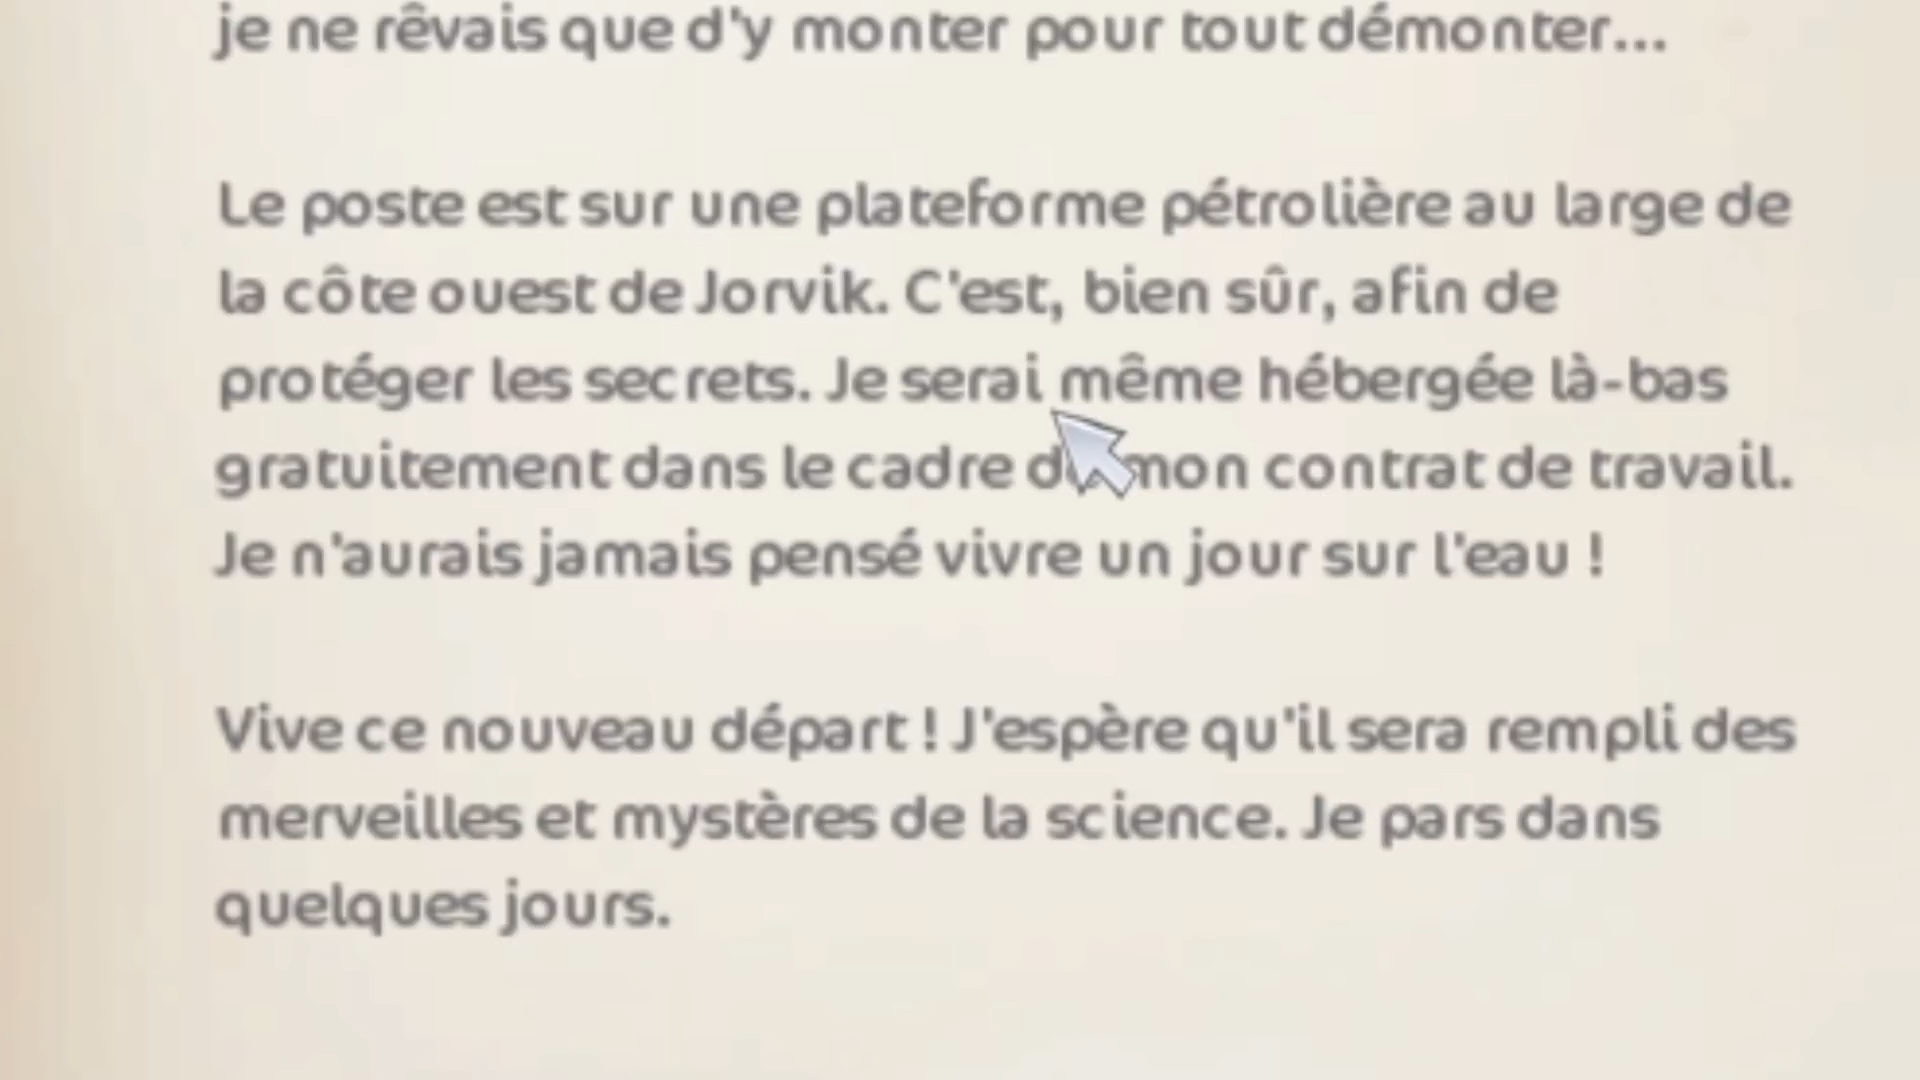 je ne rêvais que d'y monter pour tout démonter...
Le poste est sur une plateforme pétrolière au large de
la côte ouest de Jorvik. C'est, bien sûr, afin de
protéger les secrets. Je serai même hébergée là-bas
gratuitement dans le cadre de mon contrat de travail.
Je n'aurais jamais pensé vivre un jour sur l'eau !
Vive ce nouveau départ ! J'espère qu'il sera rempli des
merveilles et mystères de la science. Je pars dans
quelques jours.